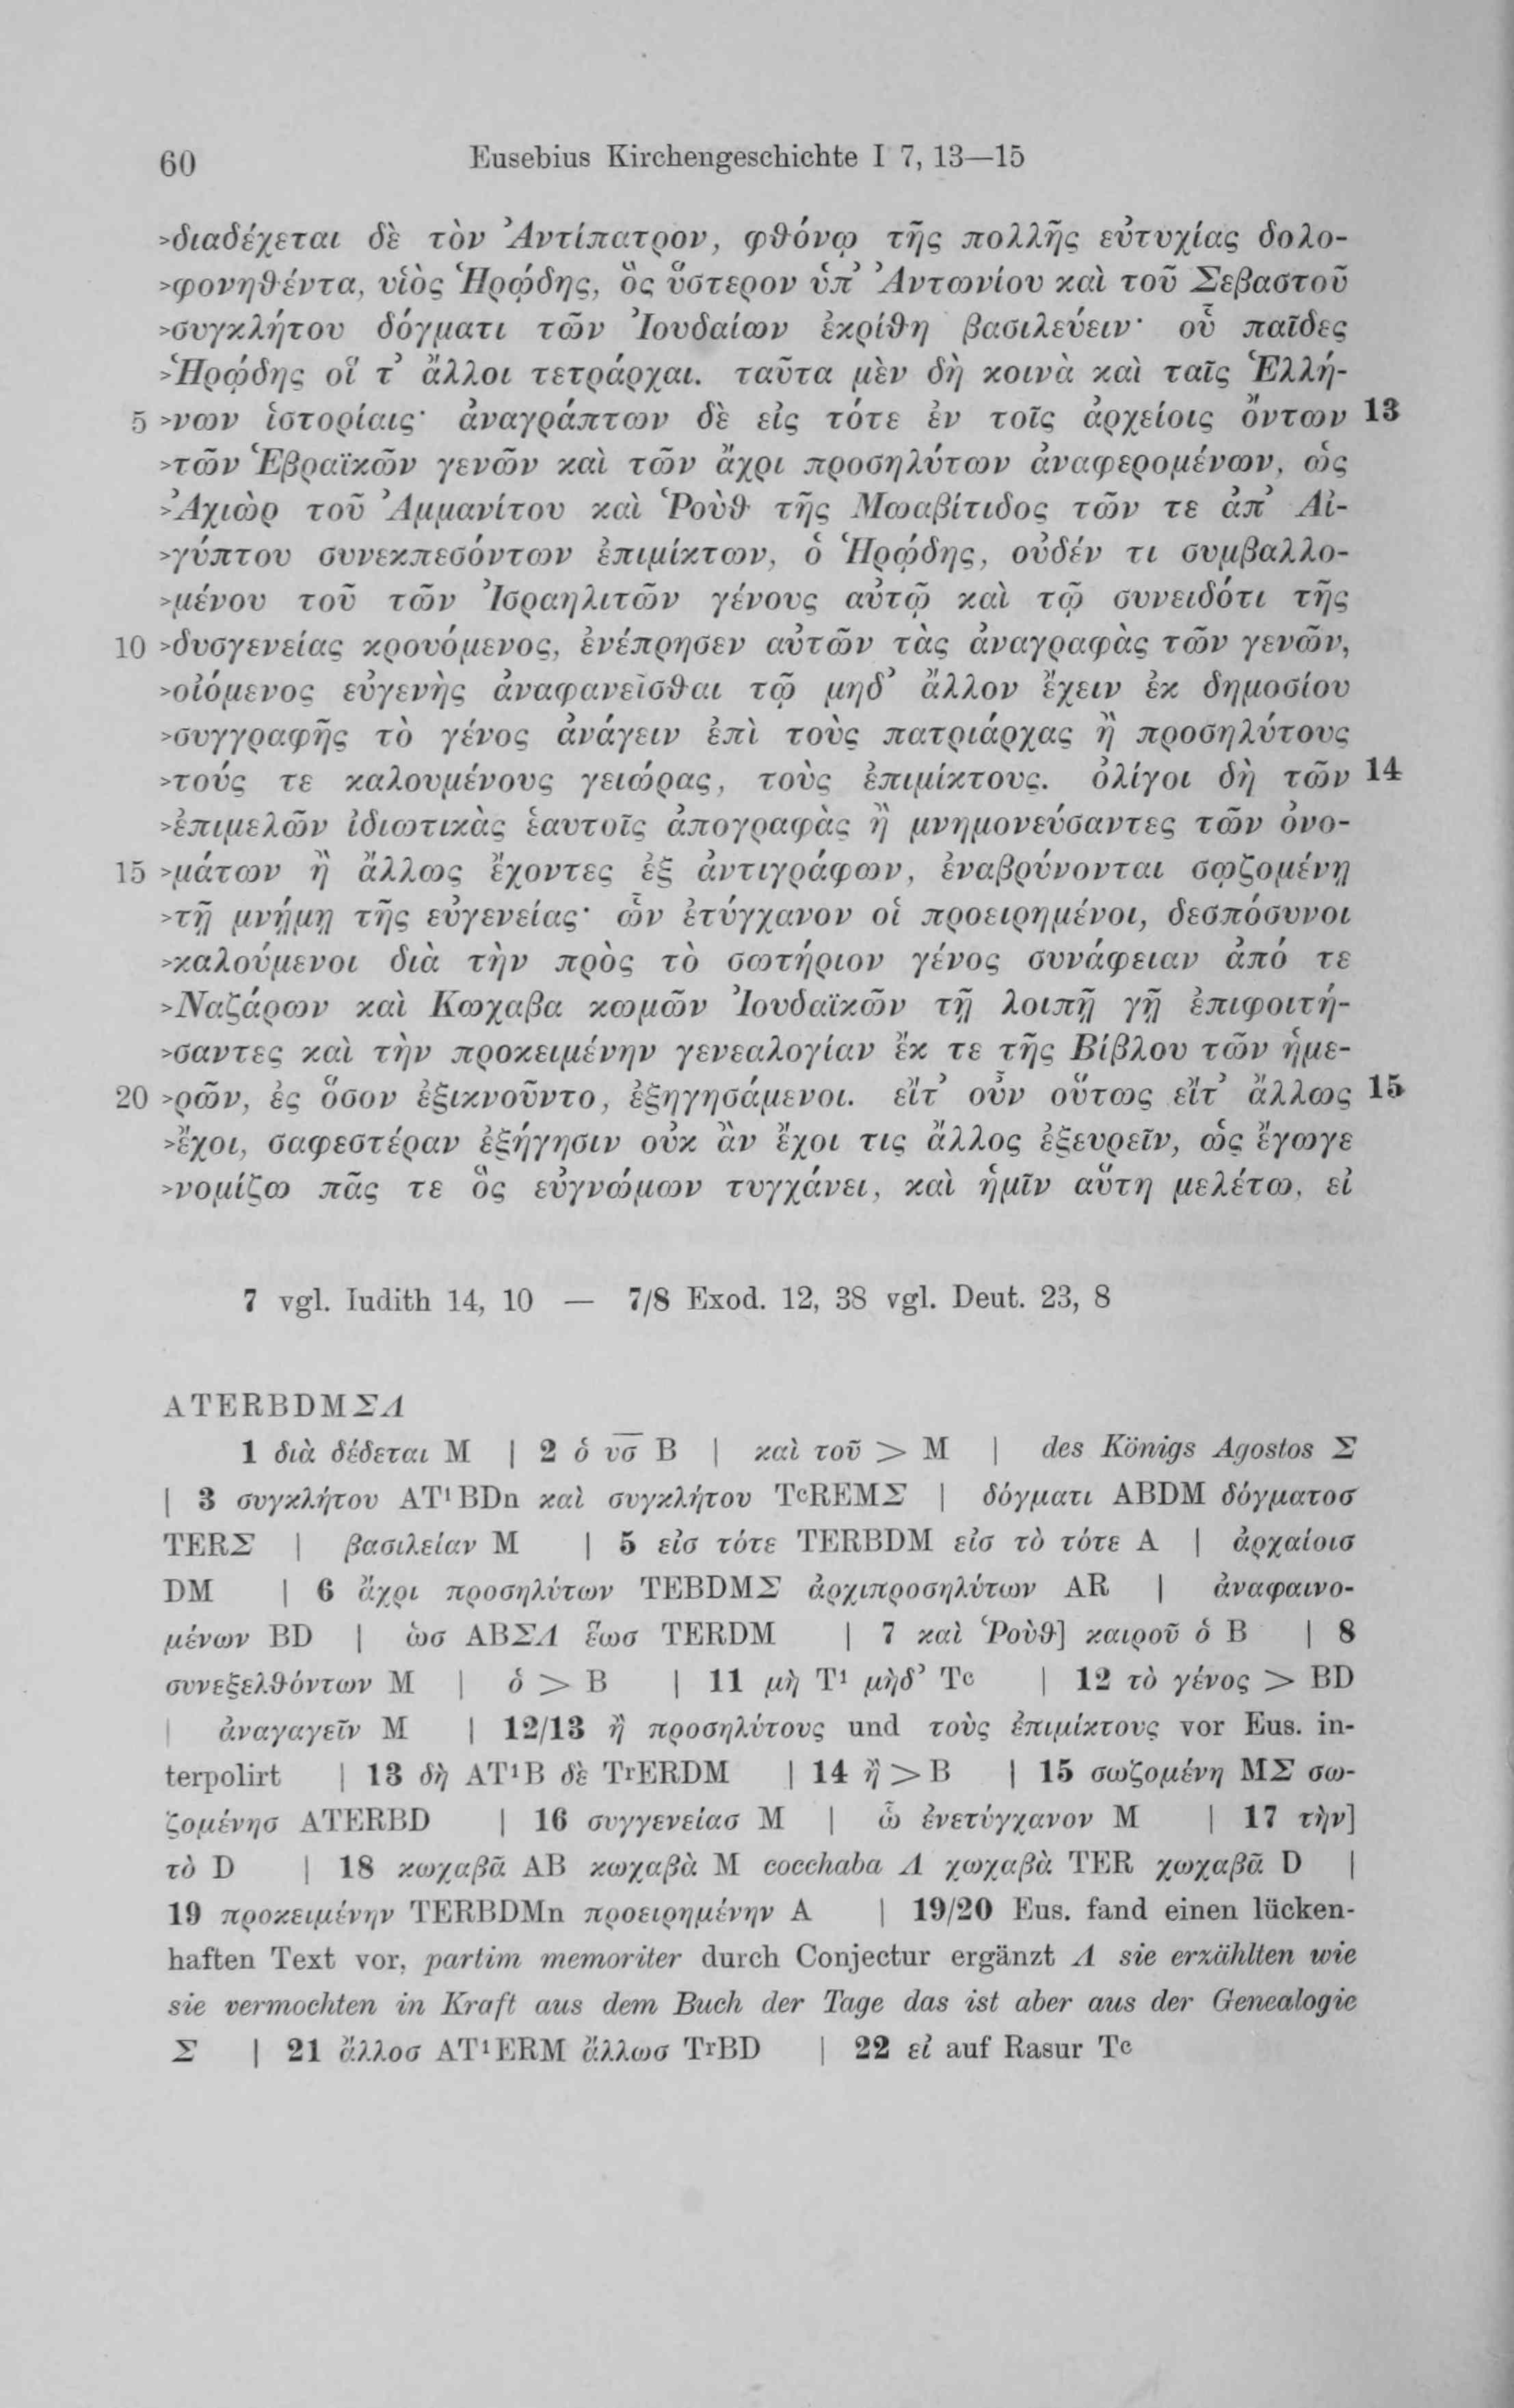 60 Eusebius Kirchengeschichte I 7, 13—15
>διαδέχεται δὲ τὸν Ἀντίπατρον, φθόνῳ τῆς πολλῆς εὐτυχίας δολο-
>φονηθέντα, υἱὸς Ἡρῴδης, ὃς ὕστερον ὑπ’ Ἀντωνίου καὶ τοῦ Σεβαστοῦ
>συγκλήτου δόγματι τῶν Ἰουδαίων ἐκρίθη βασιλεύειν· οὗ παῖδες
>Ἡρῴδης οἵ τ’ ἄλλοι τετράρχαι. ταῦτα μὲν δὴ κοινὰ καὶ ταῖς Ἑλλή-
5 >νων ἱστορίαις· ἀναγράπτων δὲ εἰς τότε ἐν τοῖς ἀρχείοις ὄντων 13
>τῶν Ἑβραϊκῶν γενῶν καὶ τῶν ἄχρι προσηλύτων ἀναφερομένων, ὡς
>Ἀχιὼρ τοῦ Ἀμμανίτου καὶ Ῥοὺθ τῆς Μωαβίτιδος τῶν τε ἀπ’ Αἰ-
>γύπτου συνεκπεσόντων ἐπιμίκτων, ὁ Ἡρῴδης, οὐδέν τι συμβαλλο-
>μένου τοῦ τῶν Ἰσραηλιτῶν γένους αὐτῷ καὶ τῷ συνειδότι τῆς
10 >δυσγενείας κρουόμενος, ἐνέπρησεν αὐτῶν τὰς ἀναγραφὰς τῶν γενῶν,
>οἰόμενος εὐγενὴς ἀναφανεῖσθαι τῷ μηδ’ ἄλλον ἔχειν ἐκ δημοσίου
>συγγραφῆς τὸ γένος ἀνάγειν ἐπὶ τοὺς πατριάρχας ἢ προσηλύτους
>τούς τε καλουμένους γειώρας, τοὺς ἐπιμίκτους. ὀλίγοι δὴ τῶν 14
>ἐπιμελῶν ἰδιωτικὰς ἑαυτοῖς ἀπογραφὰς ἢ μνημονεύσαντες τῶν ὀνο-
15 >μάτων ἢ ἄλλως ἔχοντες ἐξ ἀντιγράφων, ἐναβρύνονται σῳζομένῃ
>τῇ μνήμῃ τῆς εὐγενείας· ὧν ἐτύγχανον οἱ προειρημένοι, δεσπόσυνοι
>καλούμενοι διὰ τὴν πρὸς τὸ σωτήριον γένος συνάφειαν ἀπό τε
>Ναζάρων καὶ Κωχαβα κωμῶν Ἰουδαϊκῶν τῇ λοιπῇ γῇ ἐπιφοιτή-
>σαντες καὶ τὴν προκειμένην γενεαλογίαν ἔκ τε τῆς Βίβλου τῶν ἡμε-
20 >ρῶν, ἐς ὅσον ἐξικνοῦντο, ἐξηγησάμενοι. εἴτ’ οὖν οὕτως εἴτ’ ἄλλως 15
>ἔχοι, σαφεστέραν ἐξήγησιν οὐκ ἂν ἔχοι τις ἄλλος ἐξευρεῖν, ὡς ἔγωγε
>νομίζω πᾶς τε ὃς εὐγνώμων τυγχάνει, καὶ ἡμῖν αὕτη μελέτω, εἰ
7 vgl. Iudith 14, 10 — 7/8 Exod. 12, 38 vgl. Deut. 23, 8
ATERBDMΣΛ
1 διὰ δέδεται M | 2 ὁ υ̅σ̅ B | καὶ τοῦ > M | des Königs Agostos Σ
| 3 συγκλήτου AT¹BDn καὶ συγκλήτου TᶜREMΣ | δόγματι ABDM δόγματοσ
TERΣ | βασιλείαν M | 5 εἰσ τότε TERBDM εἰσ τὸ τότε A | ἀρχαίοισ
DM | 6 ἄχρι προσηλύτων TEBDMΣ ἀρχιπροσηλύτων AR | ἀναφαινο-
μένων BD | ὡσ ABΣΛ ἕωσ TERDM | 7 καὶ Ῥοὺθ] καιροῦ ὁ B | 8
συνεξελθόντων M | ὁ > B | 11 μὴ T¹ μηδ’ Tᶜ | 12 τὸ γένος > BD
| ἀναγαγεῖν M | 12/13 ἢ προσηλύτους und τοὺς ἐπιμίκτους vor Eus. in-
terpolirt | 13 δὴ AT¹B δὲ TʳERDM | 14 ἢ > B | 15 σωζομένη MΣ σω-
ζομένησ ATERBD | 16 συγγενείασ M | ὦ ἐνετύγχανον M | 17 τὴν]
τὸ D | 18 κωχαβᾶ AB κωχαβὰ M cocchaba Λ χωχαβὰ TER χωχαβᾶ D |
19 προκειμένην TERBDMn προειρημένην A | 19/20 Eus. fand einen lücken-
haften Text vor, partim memoriter durch Conjectur ergänzt Λ sie erzählten wie
sie vermochten in Kraft aus dem Buch der Tage das ist aber aus der Genealogie
Σ | 21 ἄλλοσ AT¹ERM ἄλλωσ TʳBD | 22 εἰ auf Rasur Tᶜ